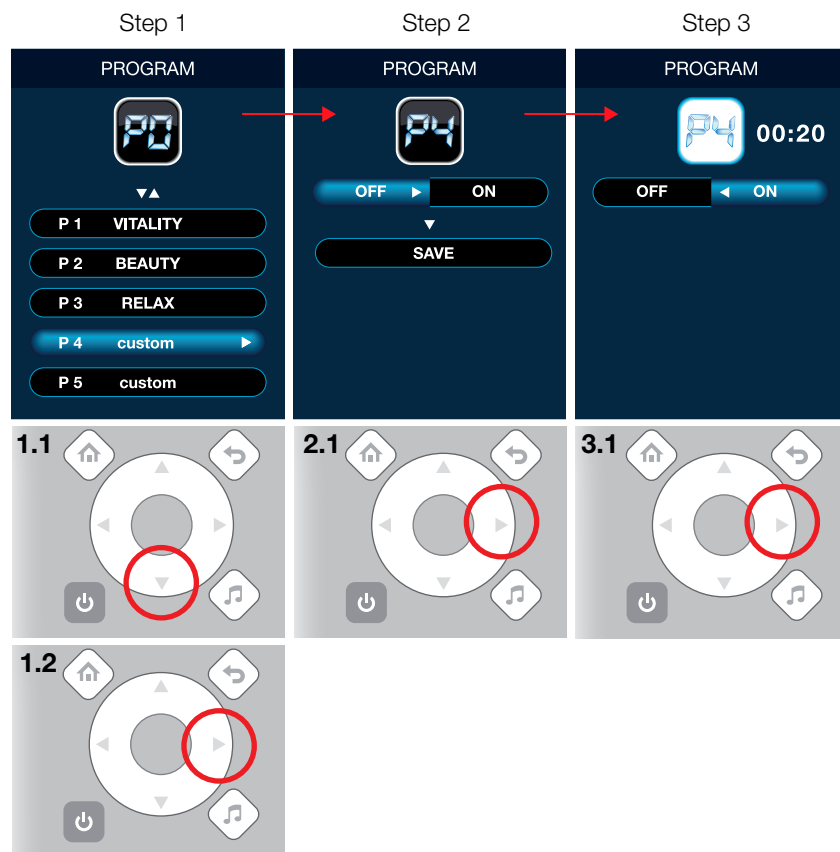 Step 1
PROGRAM
P0
P 1 VITALITY
P 2 BEAUTY
P 3 RELAX
P 4 custom
P 5 custom
1.1
1.2
Step 2
PROGRAM
P4
OFF ON
SAVE
2.1
Step 3
PROGRAM
P4 00:20
OFF ON
3.1